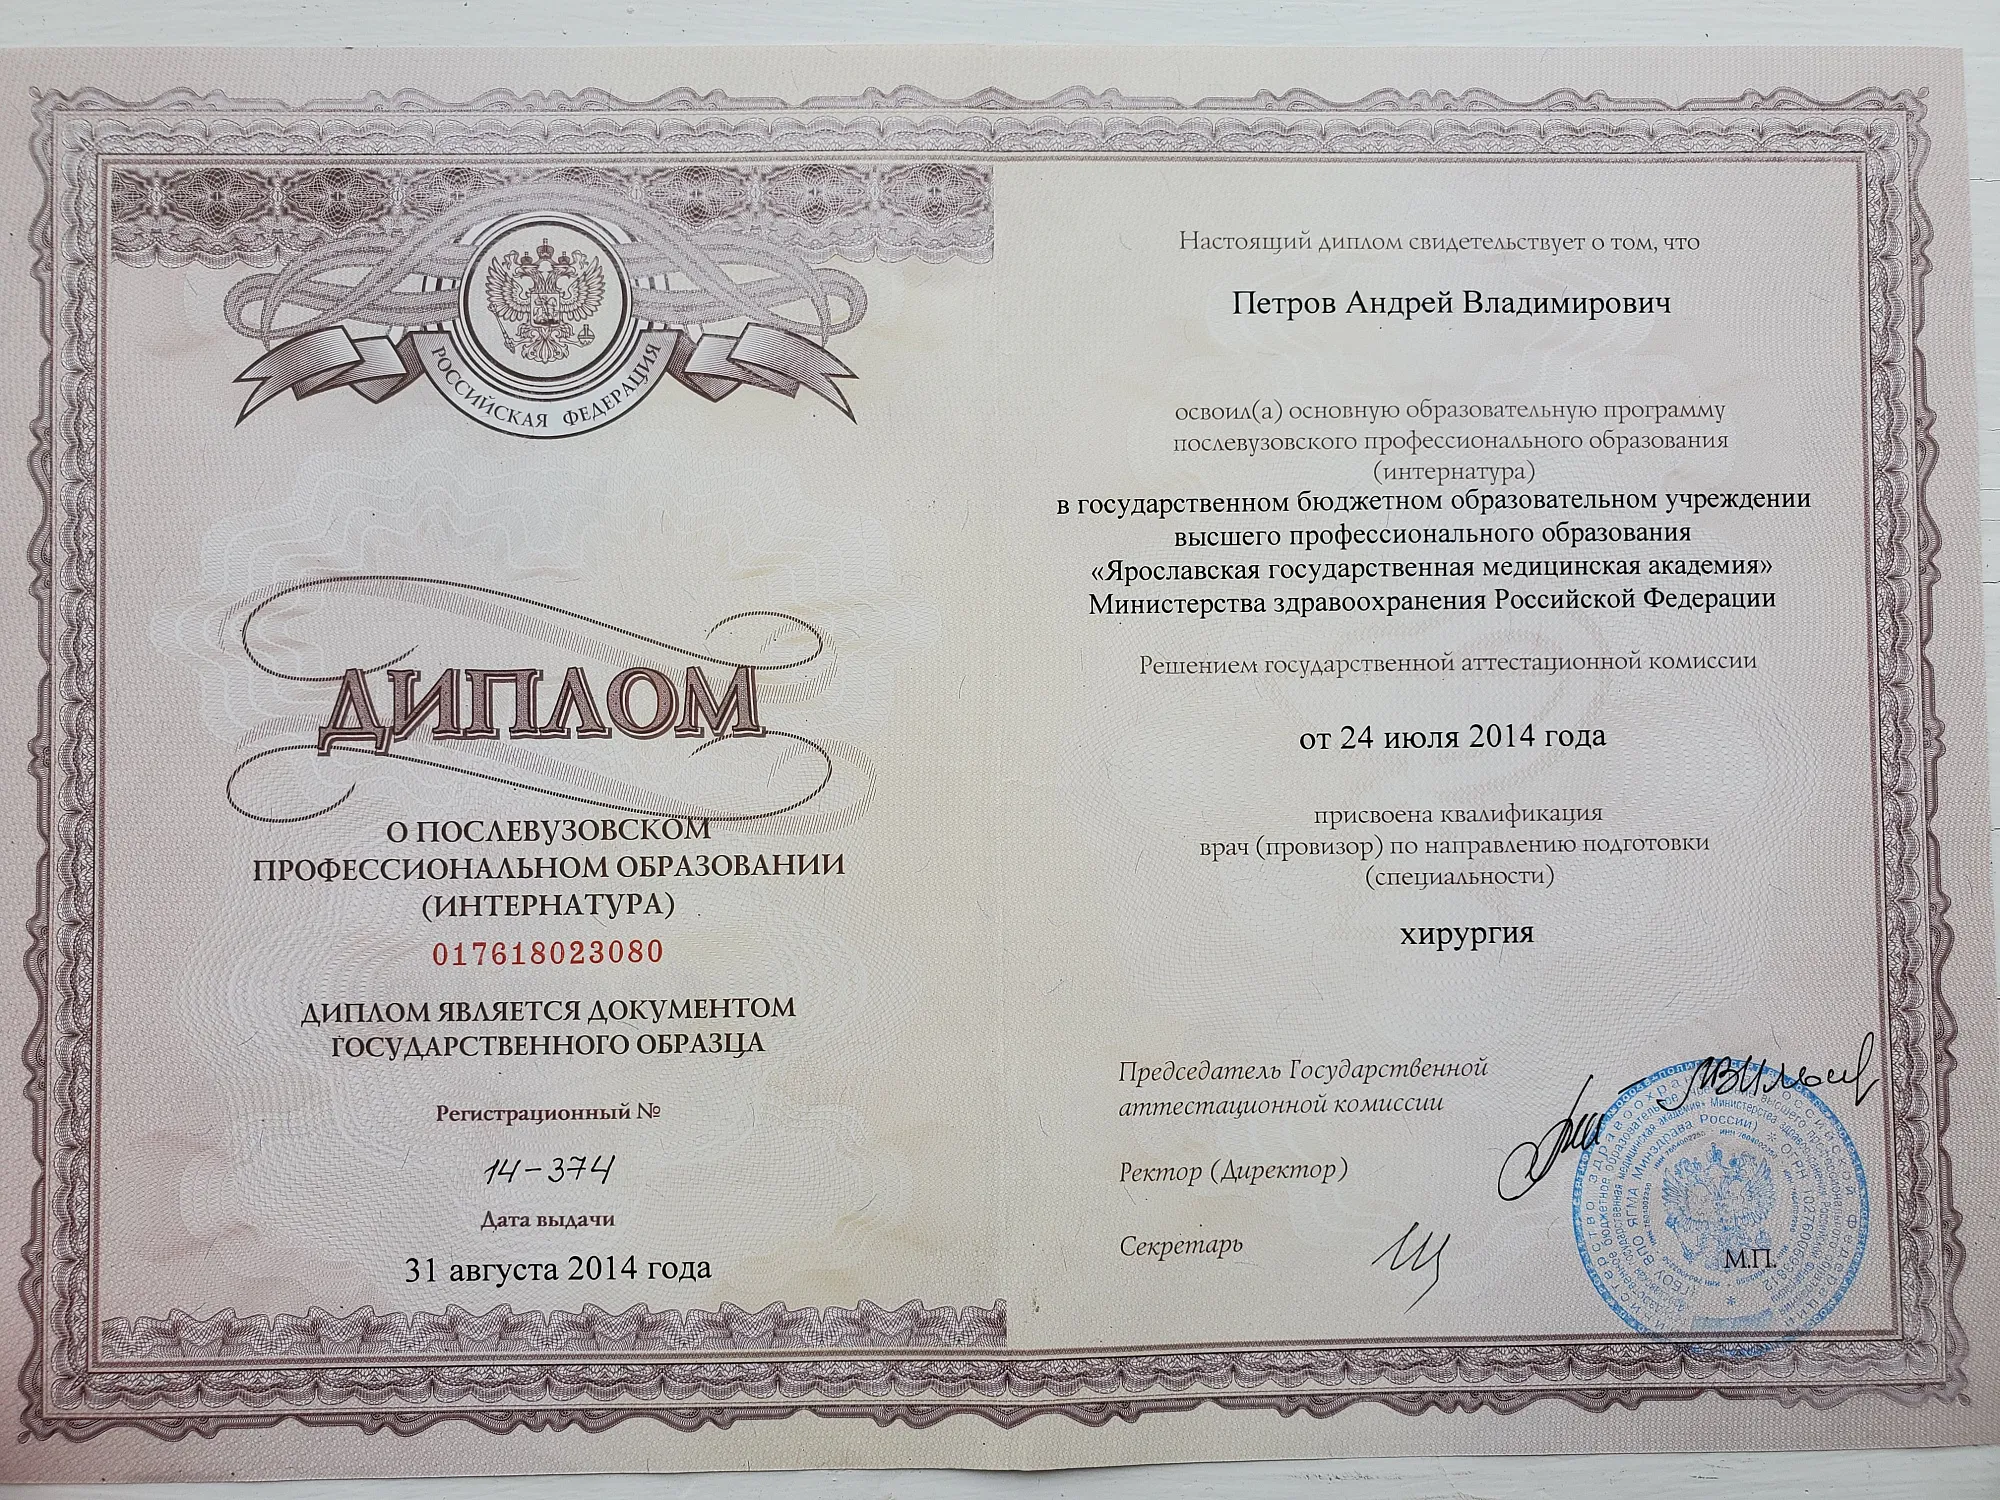 РОССИЙСКАЯ ФЕДЕРАЦИЯ
ДИПЛОМ
О ПОСЛЕВУЗОВСКОМ
ПРОФЕССИОНАЛЬНОМ ОБРАЗОВАНИИ
(ИНТЕРНАТУРА)
017618023080
ДИПЛОМ ЯВЛЯЕТСЯ ДОКУМЕНТОМ
ГОСУДАРСТВЕННОГО ОБРАЗЦА
Регистрационный №
14-374
Дата выдачи
31 августа 2014 года
Настоящий диплом свидетельствует о том, что
Петров Андрей Владимирович
освоил(а) основную образовательную программу
послевузовского профессионального образования
(интернатура)
в государственном бюджетном образовательном учреждении
высшего профессионального образования
«Ярославская государственная медицинская академия»
Министерства здравоохранения Российской Федерации
Решением государственной аттестационной комиссии
от 24 июля 2014 года
присвоена квалификация
врач (провизор) по направлению подготовки
(специальности)
хирургия
Председатель Государственной
аттестационной комиссии
Ректор (Директор)
Секретарь
М.П.